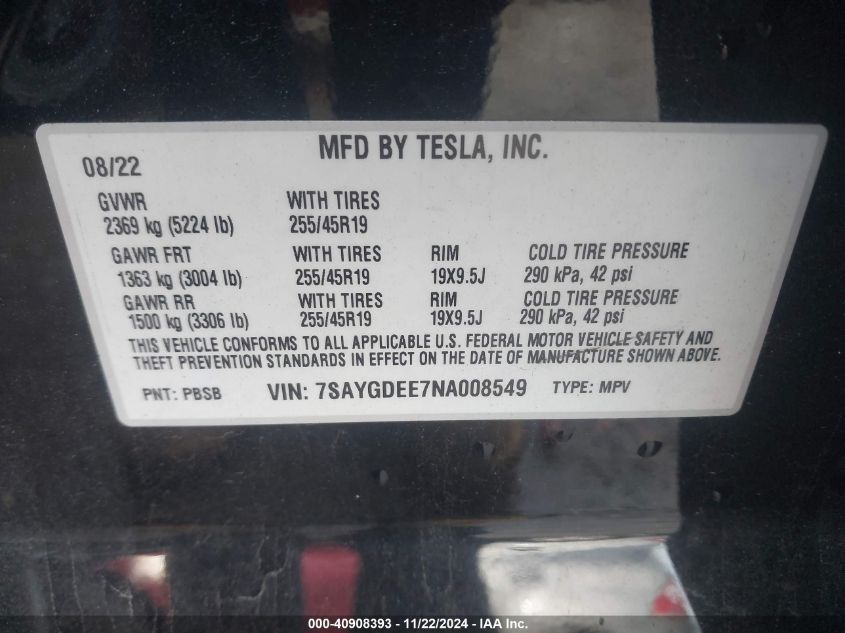 MFD BY TESLA, INC.
08/22
GVWR WITH TIRES
2369 kg (5224 lb) 255/45R19
GAWR FRT WITH TIRES RIM COLD TIRE PRESSURE
1363 kg (3004 lb) 255/45R19 19X9.5J 290 kPa, 42 psi
GAWR RR WITH TIRES RIM COLD TIRE PRESSURE
1500 kg (3306 lb) 255/45R19 19X9.5J 290 kPa, 42 psi
THIS VEHICLE CONFORMS TO ALL APPLICABLE U.S. FEDERAL MOTOR VEHICLE SAFETY AND
THEFT PREVENTION STANDARDS IN EFFECT ON THE DATE OF MANUFACTURE SHOWN ABOVE.
PNT: PBSB VIN: 7SAYGDEE7NA008549 TYPE: MPV
000-40908393 - 11/22/2024 - IAA Inc.